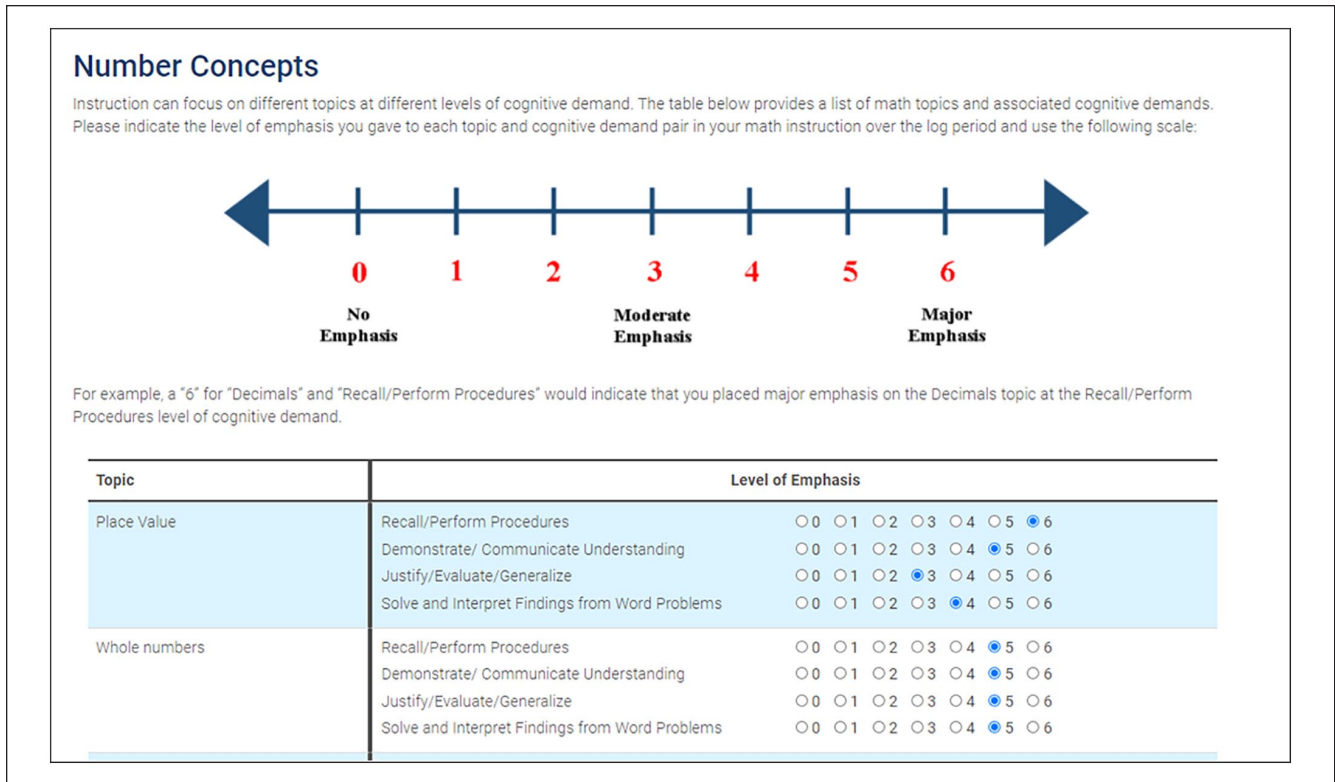 Number Concepts
Instruction can focus on different topics at different levels of cognitive demand. The table below provides a list of math topics and associated cognitive demands.
Please indicate the level of emphasis you gave to each topic and cognitive demand pair in your math instruction over the log period and use the following scale:
0 1 2 3 4 5 6
No Moderate Major
Emphasis Emphasis Emphasis
For example, a "6" for "Decimals" and "Recall/Perform Procedures" would indicate that you placed major emphasis on the Decimals topic at the Recall/Perform
Procedures level of cognitive demand.
Topic Level of Emphasis
Place Value Recall/Perform Procedures 0 1 2 3 4 5 6
Demonstrate/ Communicate Understanding 0 1 2 3 4 5 6
Justify/Evaluate/Generalize 0 1 2 3 4 5 6
Solve and Interpret Findings from Word Problems 0 1 2 3 4 5 6
Whole numbers Recall/Perform Procedures 0 1 2 3 4 5 6
Demonstrate/ Communicate Understanding 0 1 2 3 4 5 6
Justify/Evaluate/Generalize 0 1 2 3 4 5 6
Solve and Interpret Findings from Word Problems 0 1 2 3 4 5 6